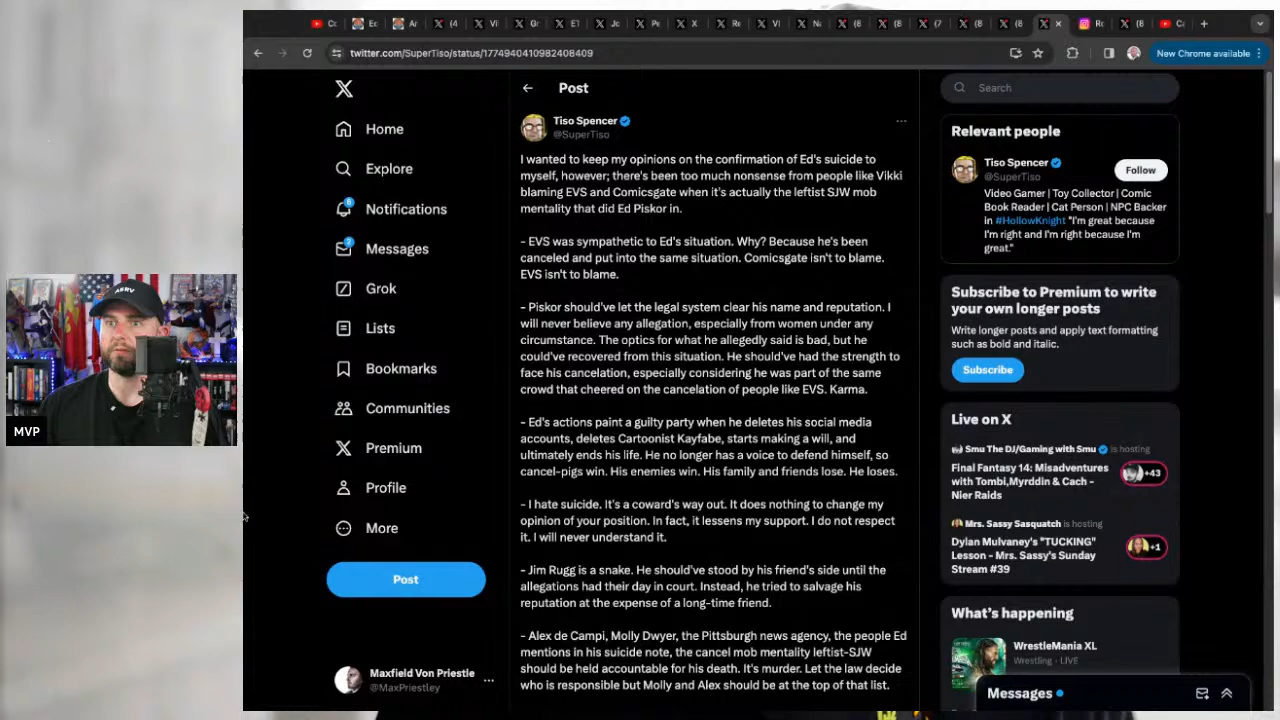 twitter.com/SuperTiso/status/1774940410982408409
New Chrome available
Home
Explore
Notifications
Messages
Grok
Lists
Bookmarks
Communities
Premium
Profile
More
Post
Maxfield Von Priestle
@MaxPriestley
Post
Tiso Spencer
@SuperTiso
I wanted to keep my opinions on the confirmation of Ed's suicide to
myself, however; there's been too much nonsense from people like Vikki
blaming EVS and Comicsgate when it's actually the leftist SJW mob
mentality that did Ed Piskor in.
- EVS was sympathetic to Ed's situation. Why? Because he's been
canceled and put into the same situation. Comicsgate isn't to blame.
EVS isn't to blame.
- Piskor should've let the legal system clear his name and reputation. I
will never believe any allegation, especially from women under any
circumstance. The optics for what he allegedly said is bad, but he
could've recovered from this situation. He should've had the strength to
face his cancelation, especially considering he was part of the same
crowd that cheered on the cancelation of people like EVS. Karma.
- Ed's actions paint a guilty party when he deletes his social media
accounts, deletes Cartoonist Kayfabe, starts making a will, and
ultimately ends his life. He no longer has a voice to defend himself, so
cancel-pigs win. His enemies win. His family and friends lose. He loses.
- I hate suicide. It's a coward's way out. It does nothing to change my
opinion of your position. In fact, it lessens my support. I do not respect
it. I will never understand it.
- Jim Rugg is a snake. He should've stood by his friend's side until the
allegations had their day in court. Instead, he tried to salvage his
reputation at the expense of a long-time friend.
- Alex de Campi, Molly Dwyer, the Pittsburgh news agency, the people Ed
mentions in his suicide note, the cancel mob mentality leftist-SJW
should be held accountable for his death. It's murder. Let the law decide
who is responsible but Molly and Alex should be at the top of that list.
Search
Relevant people
Tiso Spencer
@SuperTiso
Follow
Video Gamer | Toy Collector | Comic
Book Reader | Cat Person | NPC Backer
in #HollowKnight "I'm great because
I'm right and I'm right because I'm
great."
Subscribe to Premium to write
your own longer posts
Write longer posts and apply text formatting
such as bold and italic.
Subscribe
Live on X
Smu The DJ/Gaming with Smu is hosting
Final Fantasy 14: Misadventures
with Tombi,Myrddin & Cach -
Nier Raids
+43
Mrs. Sassy Sasquatch is hosting
Dylan Mulvaney's "TUCKING"
Lesson - Mrs. Sassy's Sunday
Stream #39
+1
What's happening
WrestleMania XL
Wrestling · LIVE
Messages
MVP